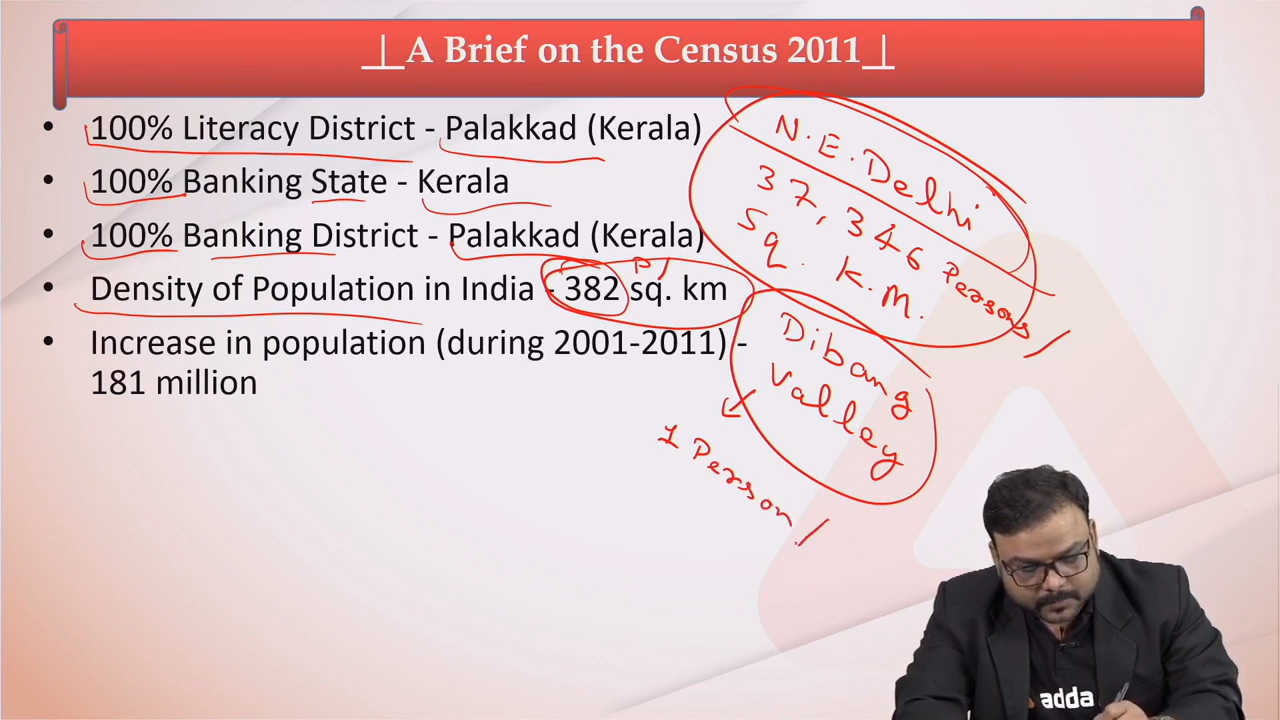 |_A Brief on the Census 2011_|
• 100% Literacy District - Palakkad (Kerala)
• 100% Banking State - Kerala
• 100% Banking District - Palakkad (Kerala)
• Density of Population in India - 382 sq. km
P/
• Increase in population (during 2001-2011) -
181 million
N.E.Delhi
37,346 Persons/
Sq. K.M.
Dibang
Valley
1 Person/
adda